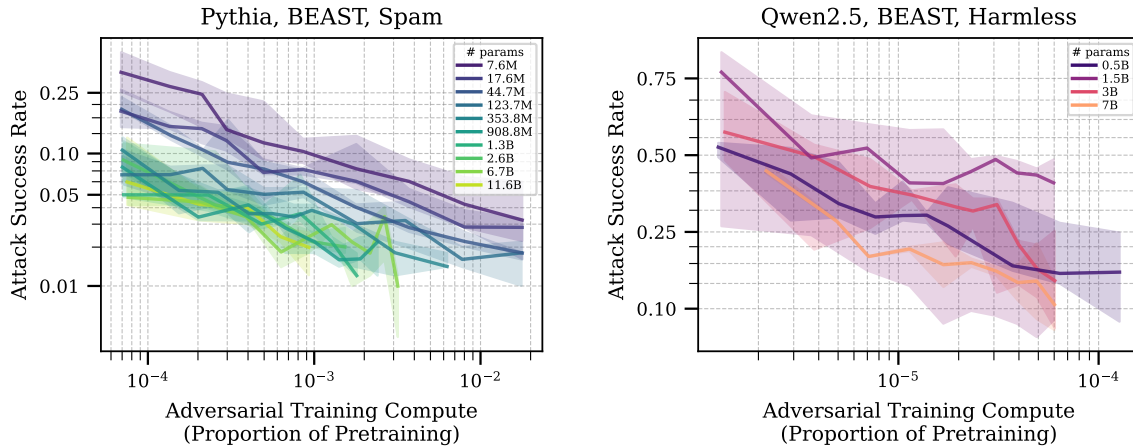 Pythia, BEAST, Spam
Attack Success Rate
0.25
0.10
0.05
0.01
# params
7.6M
17.6M
44.7M
123.7M
353.8M
908.8M
1.3B
2.6B
6.7B
11.6B
10⁻⁴
10⁻³
10⁻²
Adversarial Training Compute
(Proportion of Pretraining)
Qwen2.5, BEAST, Harmless
Attack Success Rate
0.75
0.50
0.25
0.10
# params
0.5B
1.5B
3B
7B
10⁻⁵
10⁻⁴
Adversarial Training Compute
(Proportion of Pretraining)